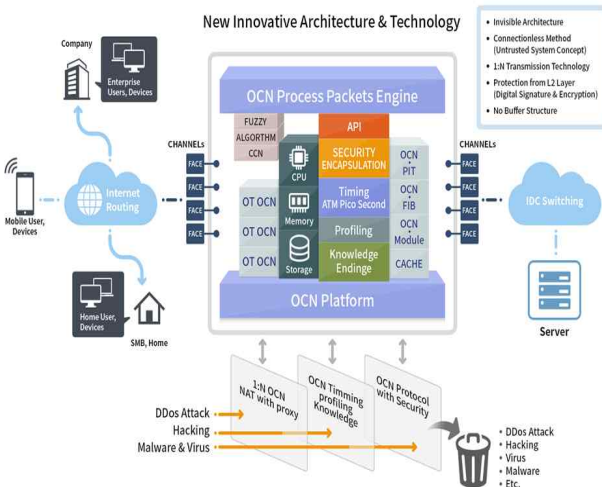 New Innovative Architecture & Technology
• Invisible Architecture
• Connectionless Method
(Untrusted System Concept)
• 1:N Transmission Technology
• Protection from L2 Layer
(Digital Signature & Encryption)
• No Buffer Structure
Company
Enterprise
Users, Devices
Internet
Routing
Mobile User,
Devices
Home User,
Devices
SMB, Home
CHANNELs
FACE
FACE
FACE
FACE
OCN Process Packets Engine
FUZZY
ALGORTHM
CCN
OT OCN
OT OCN
OT OCN
CPU
Memory
Storage
API
SECURITY
ENCAPSULATION
Timing
ATM Pico Second
Profiling
Knowledge
Endinge
OCN
•
PIT
OCN
•
FIB
OCN
•
Module
CACHE
OCN Platform
CHANNELs
FACE
FACE
FACE
FACE
IDC Switching
Server
1:N OCN
NAT with proxy
OCN Timming
profiling
Knowledge
OCN Protocol
with Security
DDos Attack
Hacking
Malware & Virus
• DDos Attack
• Hacking
• Virus
• Malware
• Etc.